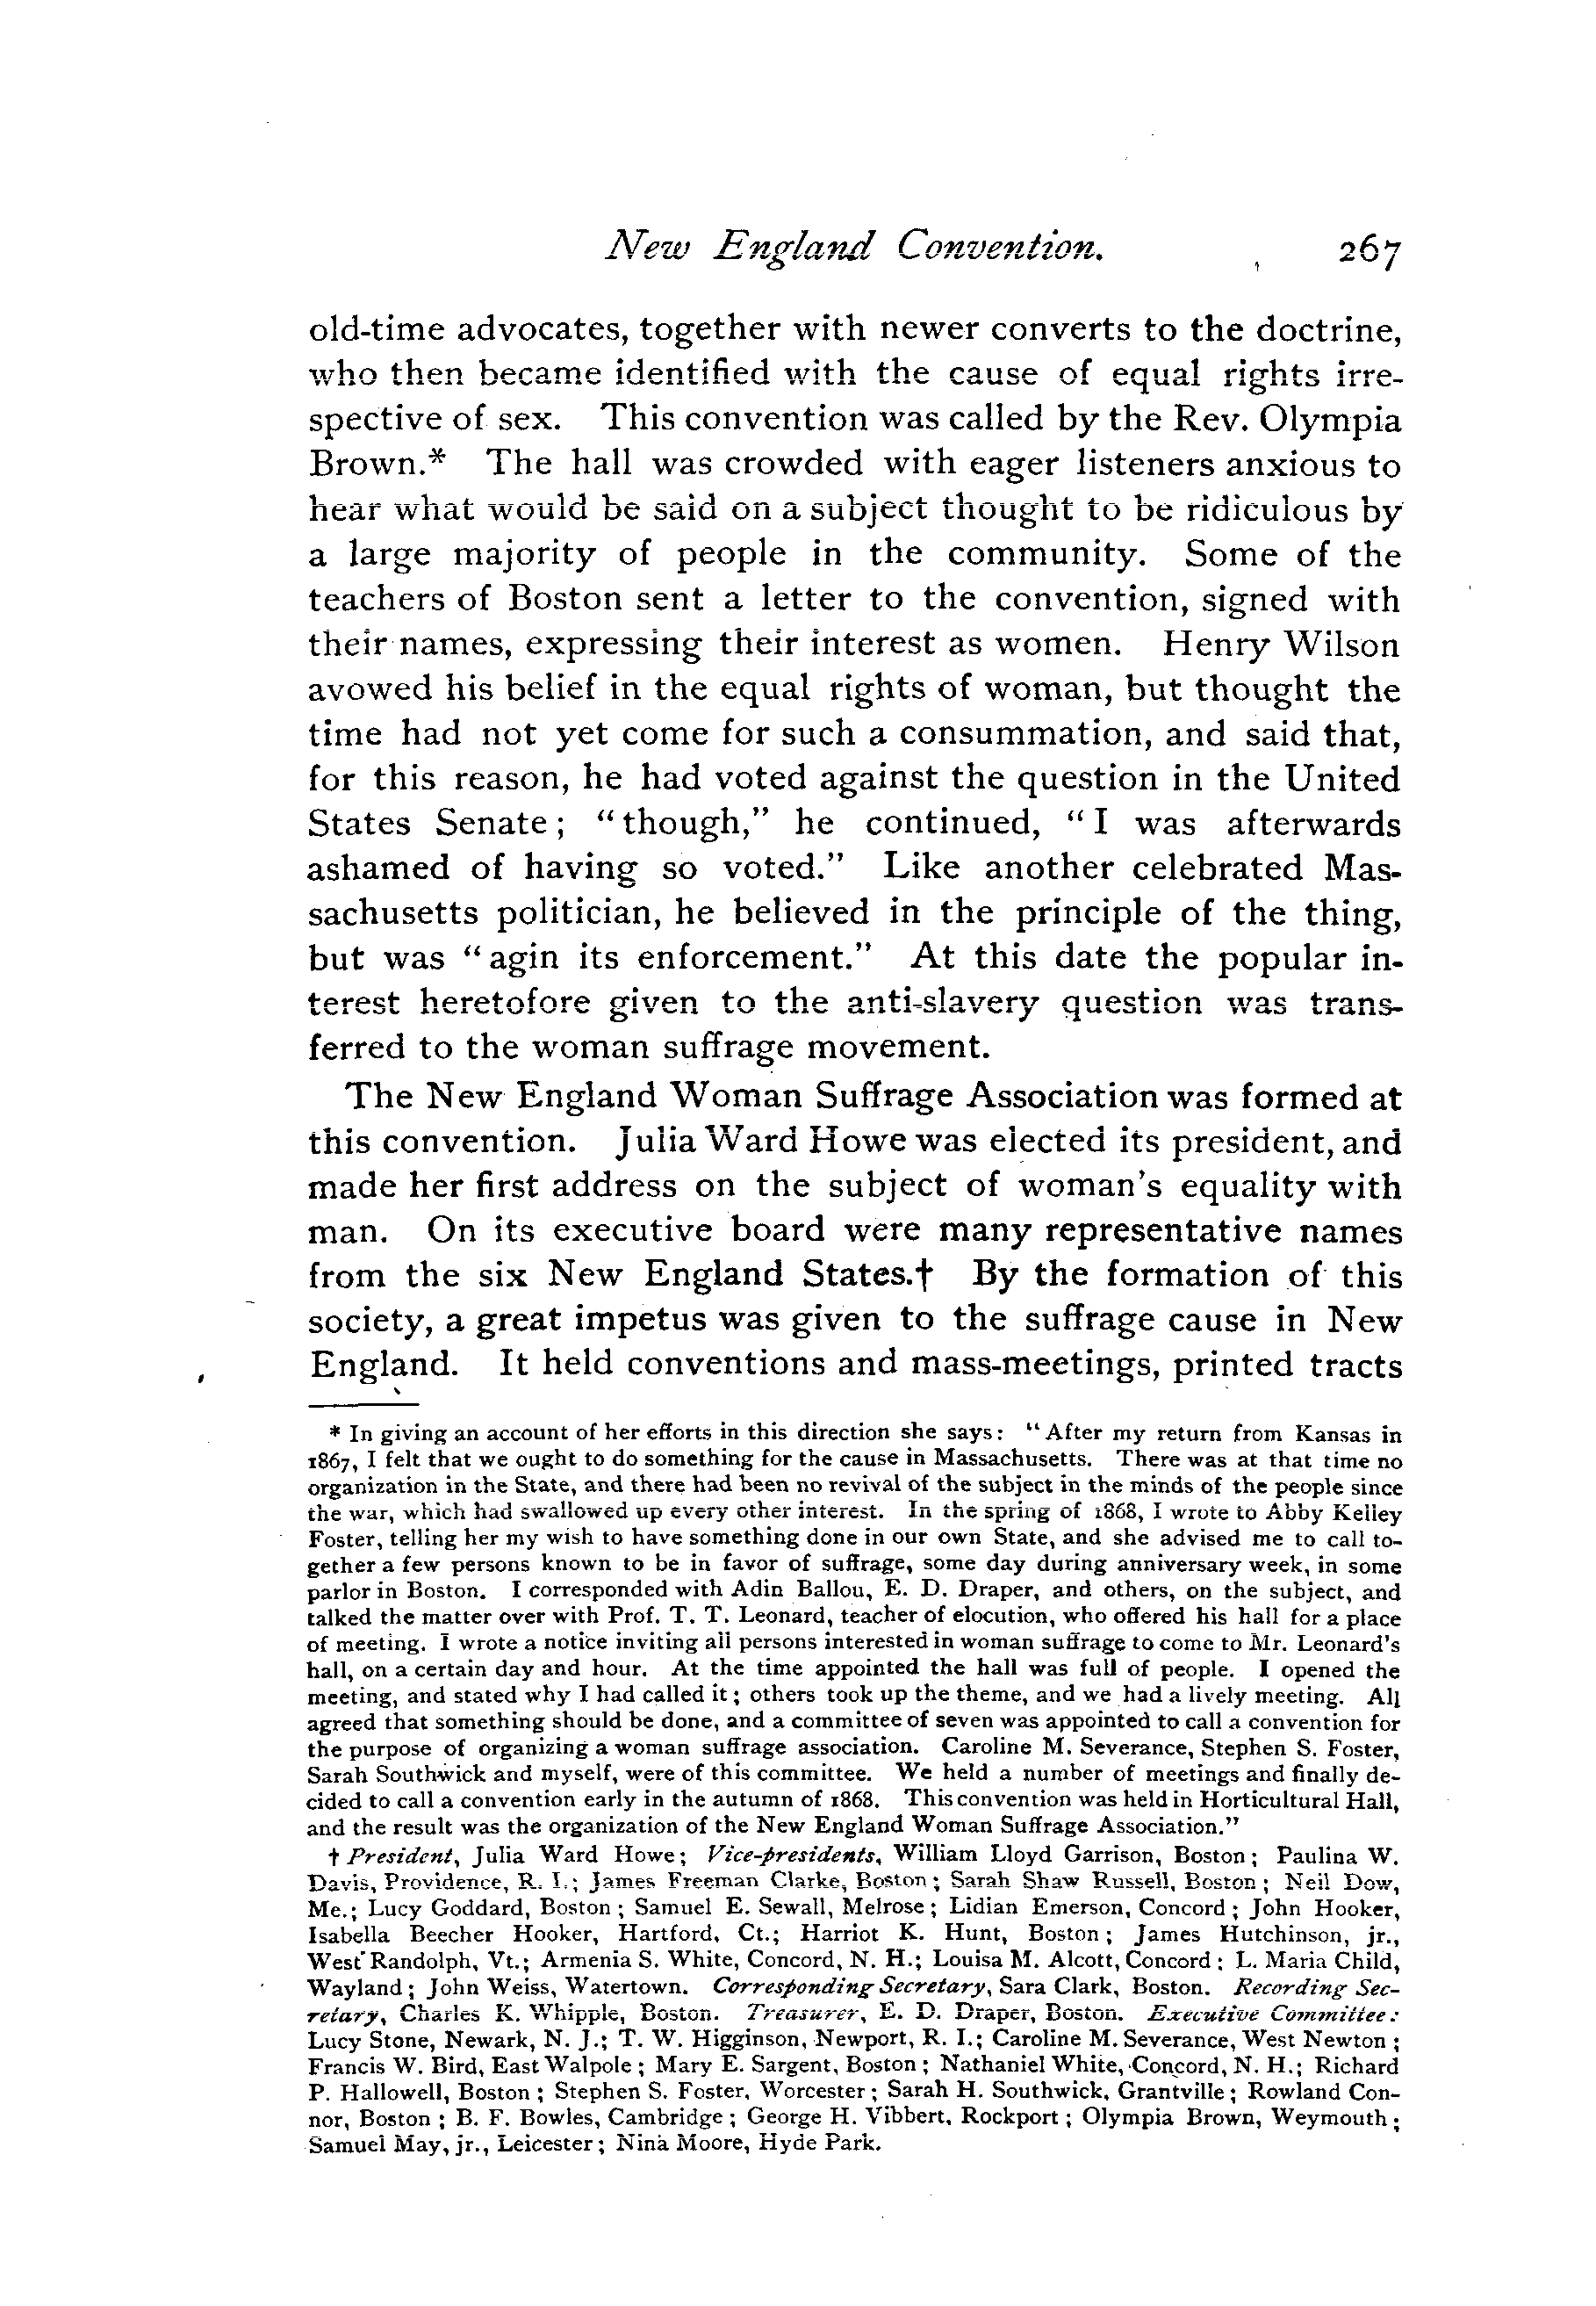 New England Convention. 267
old-time advocates, together with newer converts to the doctrine,
who then became identified with the cause of equal rights irre-
spective of sex. This convention was called by the Rev. Olympia
Brown.* The hall was crowded with eager listeners anxious to
hear what would be said on a subject thought to be ridiculous by
a large majority of people in the community. Some of the
teachers of Boston sent a letter to the convention, signed with
their names, expressing their interest as women. Henry Wilson
avowed his belief in the equal rights of woman, but thought the
time had not yet come for such a consummation, and said that,
for this reason, he had voted against the question in the United
States Senate; "though," he continued, "I was afterwards
ashamed of having so voted." Like another celebrated Mas-
sachusetts politician, he believed in the principle of the thing,
but was "agin its enforcement." At this date the popular in-
terest heretofore given to the anti-slavery question was trans-
ferred to the woman suffrage movement.
The New England Woman Suffrage Association was formed at
this convention. Julia Ward Howe was elected its president, and
made her first address on the subject of woman's equality with
man. On its executive board were many representative names
from the six New England States.† By the formation of this
society, a great impetus was given to the suffrage cause in New
England. It held conventions and mass-meetings, printed tracts
* In giving an account of her efforts in this direction she says: "After my return from Kansas in
1867, I felt that we ought to do something for the cause in Massachusetts. There was at that time no
organization in the State, and there had been no revival of the subject in the minds of the people since
the war, which had swallowed up every other interest. In the spring of 1868, I wrote to Abby Kelley
Foster, telling her my wish to have something done in our own State, and she advised me to call to-
gether a few persons known to be in favor of suffrage, some day during anniversary week, in some
parlor in Boston. I corresponded with Adin Ballou, E. D. Draper, and others, on the subject, and
talked the matter over with Prof. T. T. Leonard, teacher of elocution, who offered his hall for a place
of meeting. I wrote a notice inviting all persons interested in woman suffrage to come to Mr. Leonard's
hall, on a certain day and hour. At the time appointed the hall was full of people. I opened the
meeting, and stated why I had called it; others took up the theme, and we had a lively meeting. All
agreed that something should be done, and a committee of seven was appointed to call a convention for
the purpose of organizing a woman suffrage association. Caroline M. Severance, Stephen S. Foster,
Sarah Southwick and myself, were of this committee. We held a number of meetings and finally de-
cided to call a convention early in the autumn of 1868. This convention was held in Horticultural Hall,
and the result was the organization of the New England Woman Suffrage Association."
† President, Julia Ward Howe; Vice-presidents, William Lloyd Garrison, Boston; Paulina W.
Davis, Providence, R. I.; James Freeman Clarke, Boston; Sarah Shaw Russell, Boston; Neil Dow,
Me.; Lucy Goddard, Boston; Samuel E. Sewall, Melrose; Lidian Emerson, Concord; John Hooker,
Isabella Beecher Hooker, Hartford, Ct.; Harriot K. Hunt, Boston; James Hutchinson, jr.,
West Randolph, Vt.; Armenia S. White, Concord, N. H.; Louisa M. Alcott, Concord; L. Maria Child,
Wayland; John Weiss, Watertown. Corresponding Secretary, Sara Clark, Boston. Recording Sec-
retary, Charles K. Whipple, Boston. Treasurer, E. D. Draper, Boston. Executive Committee:
Lucy Stone, Newark, N. J.; T. W. Higginson, Newport, R. I.; Caroline M. Severance, West Newton;
Francis W. Bird, East Walpole; Mary E. Sargent, Boston; Nathaniel White, Concord, N. H.; Richard
P. Hallowell, Boston; Stephen S. Foster, Worcester; Sarah H. Southwick, Grantville; Rowland Con-
nor, Boston; B. F. Bowles, Cambridge; George H. Vibbert, Rockport; Olympia Brown, Weymouth;
Samuel May, jr., Leicester; Nina Moore, Hyde Park.